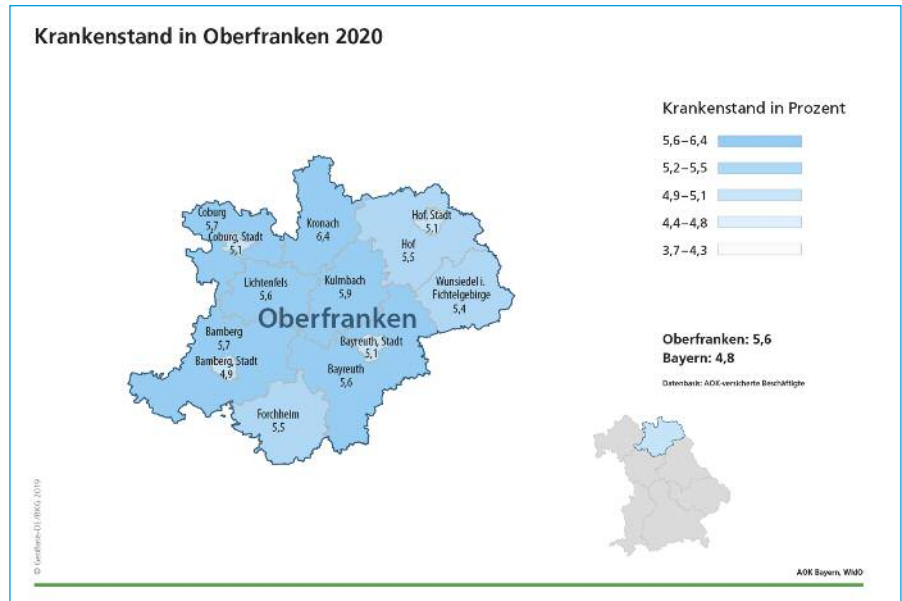 Krankenstand in Oberfranken 2020
Krankenstand in Prozent
5,6–6,4
5,2–5,5
4,9–5,1
4,4–4,8
3,7–4,3
Coburg
5,7
Coburg, Stadt
5,1
Kronach
6,4
Hof, Stadt
5,1
Hof
5,5
Lichtenfels
5,6
Kulmbach
5,9
Wunsiedel i.
Fichtelgebirge
5,4
Oberfranken
Bamberg
5,7
Bamberg, Stadt
4,9
Bayreuth, Stadt
5,1
Bayreuth
5,6
Forchheim
5,5
Oberfranken: 5,6
Bayern: 4,8
Datenbasis: AOK-versicherte Beschäftigte
© GeoBasis-DE/BKG 2019
AOK Bayern, WIdO